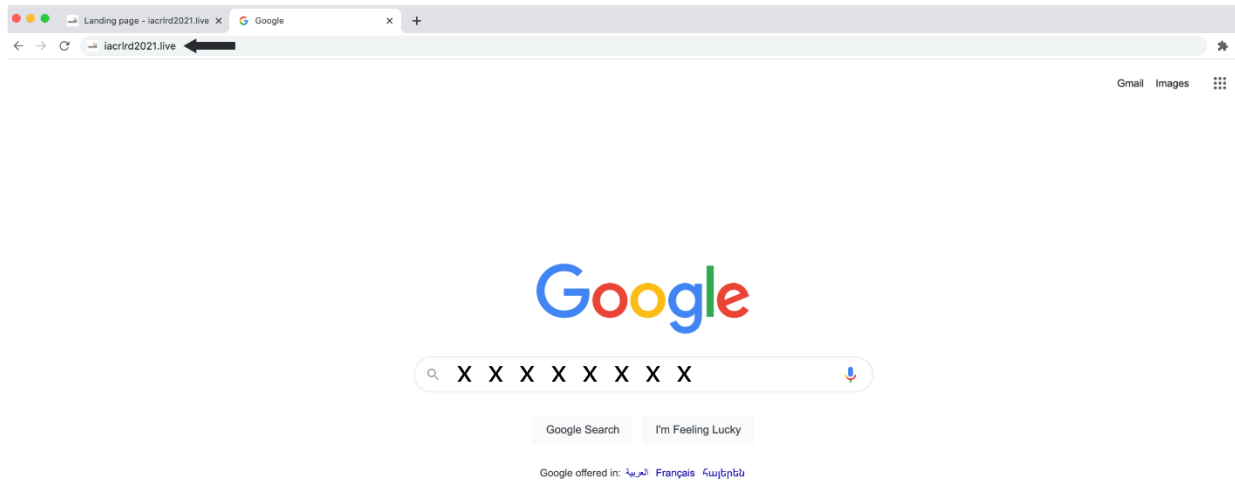 Landing page - iacrlrd2021.live × Google × +
iacrlrd2021.live
Gmail Images
Google
X X X X X X X X
Google Search I'm Feeling Lucky
Google offered in: العربية Français Հայերեն